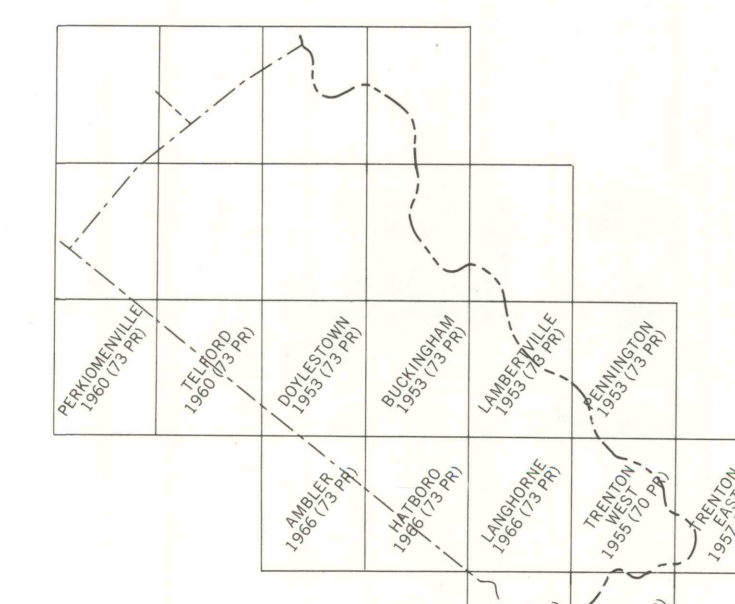 PERKIOMENVILLE
1960 (73 PR)
TELFORD
1960 (73 PR)
DOYLESTOWN
1953 (73 PR)
BUCKINGHAM
1953 (73 PR)
LAMBERTVILLE
1953 (73 PR)
PENNINGTON
1953 (73 PR)
AMBLER
1966 (73 PR)
HATBORO
1966 (73 PR)
LANGHORNE
1966 (73 PR)
TRENTON
WEST
1955 (70 PR)
TRENTON
EAST
1957